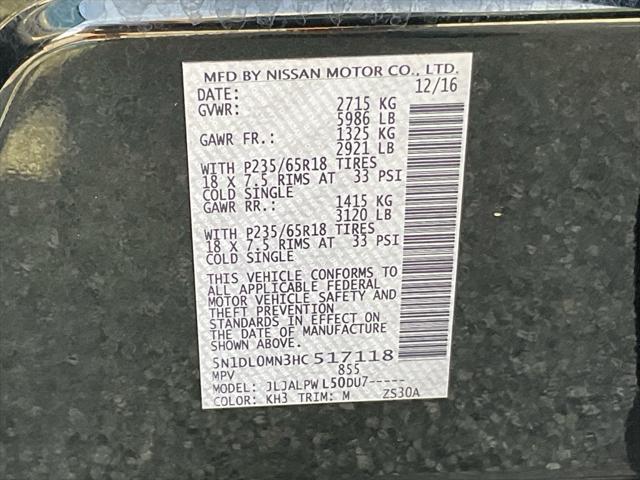 MFD BY NISSAN MOTOR CO., LTD.
DATE: 12/16
GVWR: 2715 KG
5986 LB
GAWR FR.: 1325 KG
2921 LB
WITH P235/65R18 TIRES
18 X 7.5 RIMS AT 33 PSI
COLD SINGLE
GAWR RR.: 1415 KG
3120 LB
WITH P235/65R18 TIRES
18 X 7.5 RIMS AT 33 PSI
COLD SINGLE
THIS VEHICLE CONFORMS TO
ALL APPLICABLE FEDERAL
MOTOR VEHICLE SAFETY AND
THEFT PREVENTION
STANDARDS IN EFFECT ON
THE DATE OF MANUFACTURE
SHOWN ABOVE.
5N1DL0MN3HC517118
MPV 855
MODEL: JLJALPWL50DU7-----
COLOR: KH3 TRIM: M ZS30A